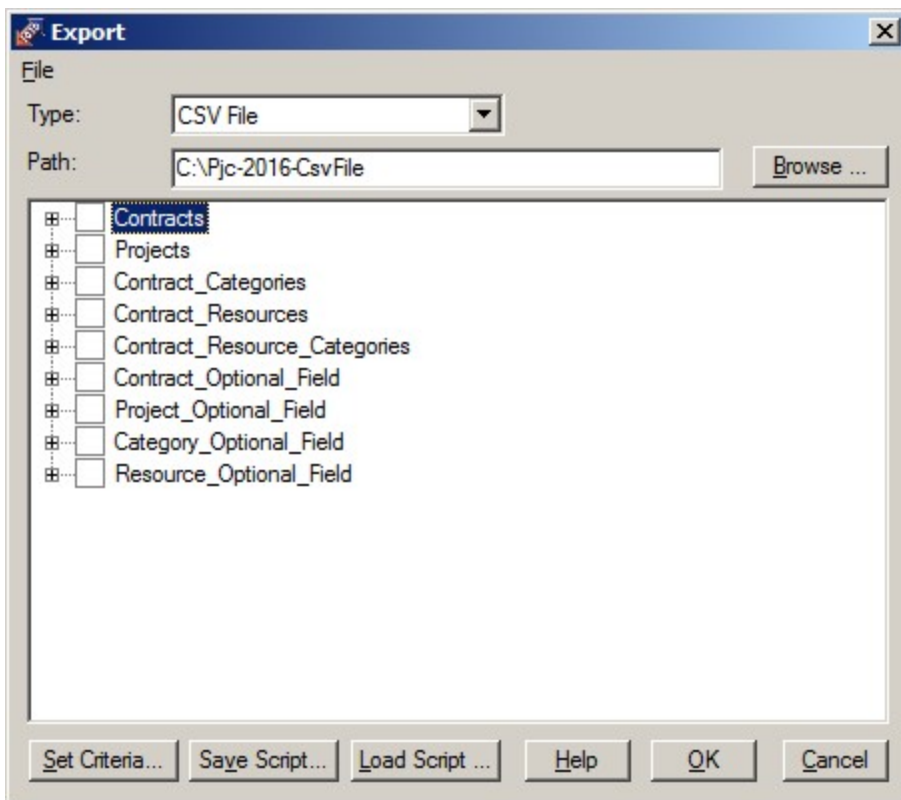 Export
File
Type: CSV File
Path: C:\Pjc-2016-CsvFile Browse ...
Contracts
Projects
Contract_Categories
Contract_Resources
Contract_Resource_Categories
Contract_Optional_Field
Project_Optional_Field
Category_Optional_Field
Resource_Optional_Field
Set Criteria... Save Script... Load Script ... Help OK Cancel